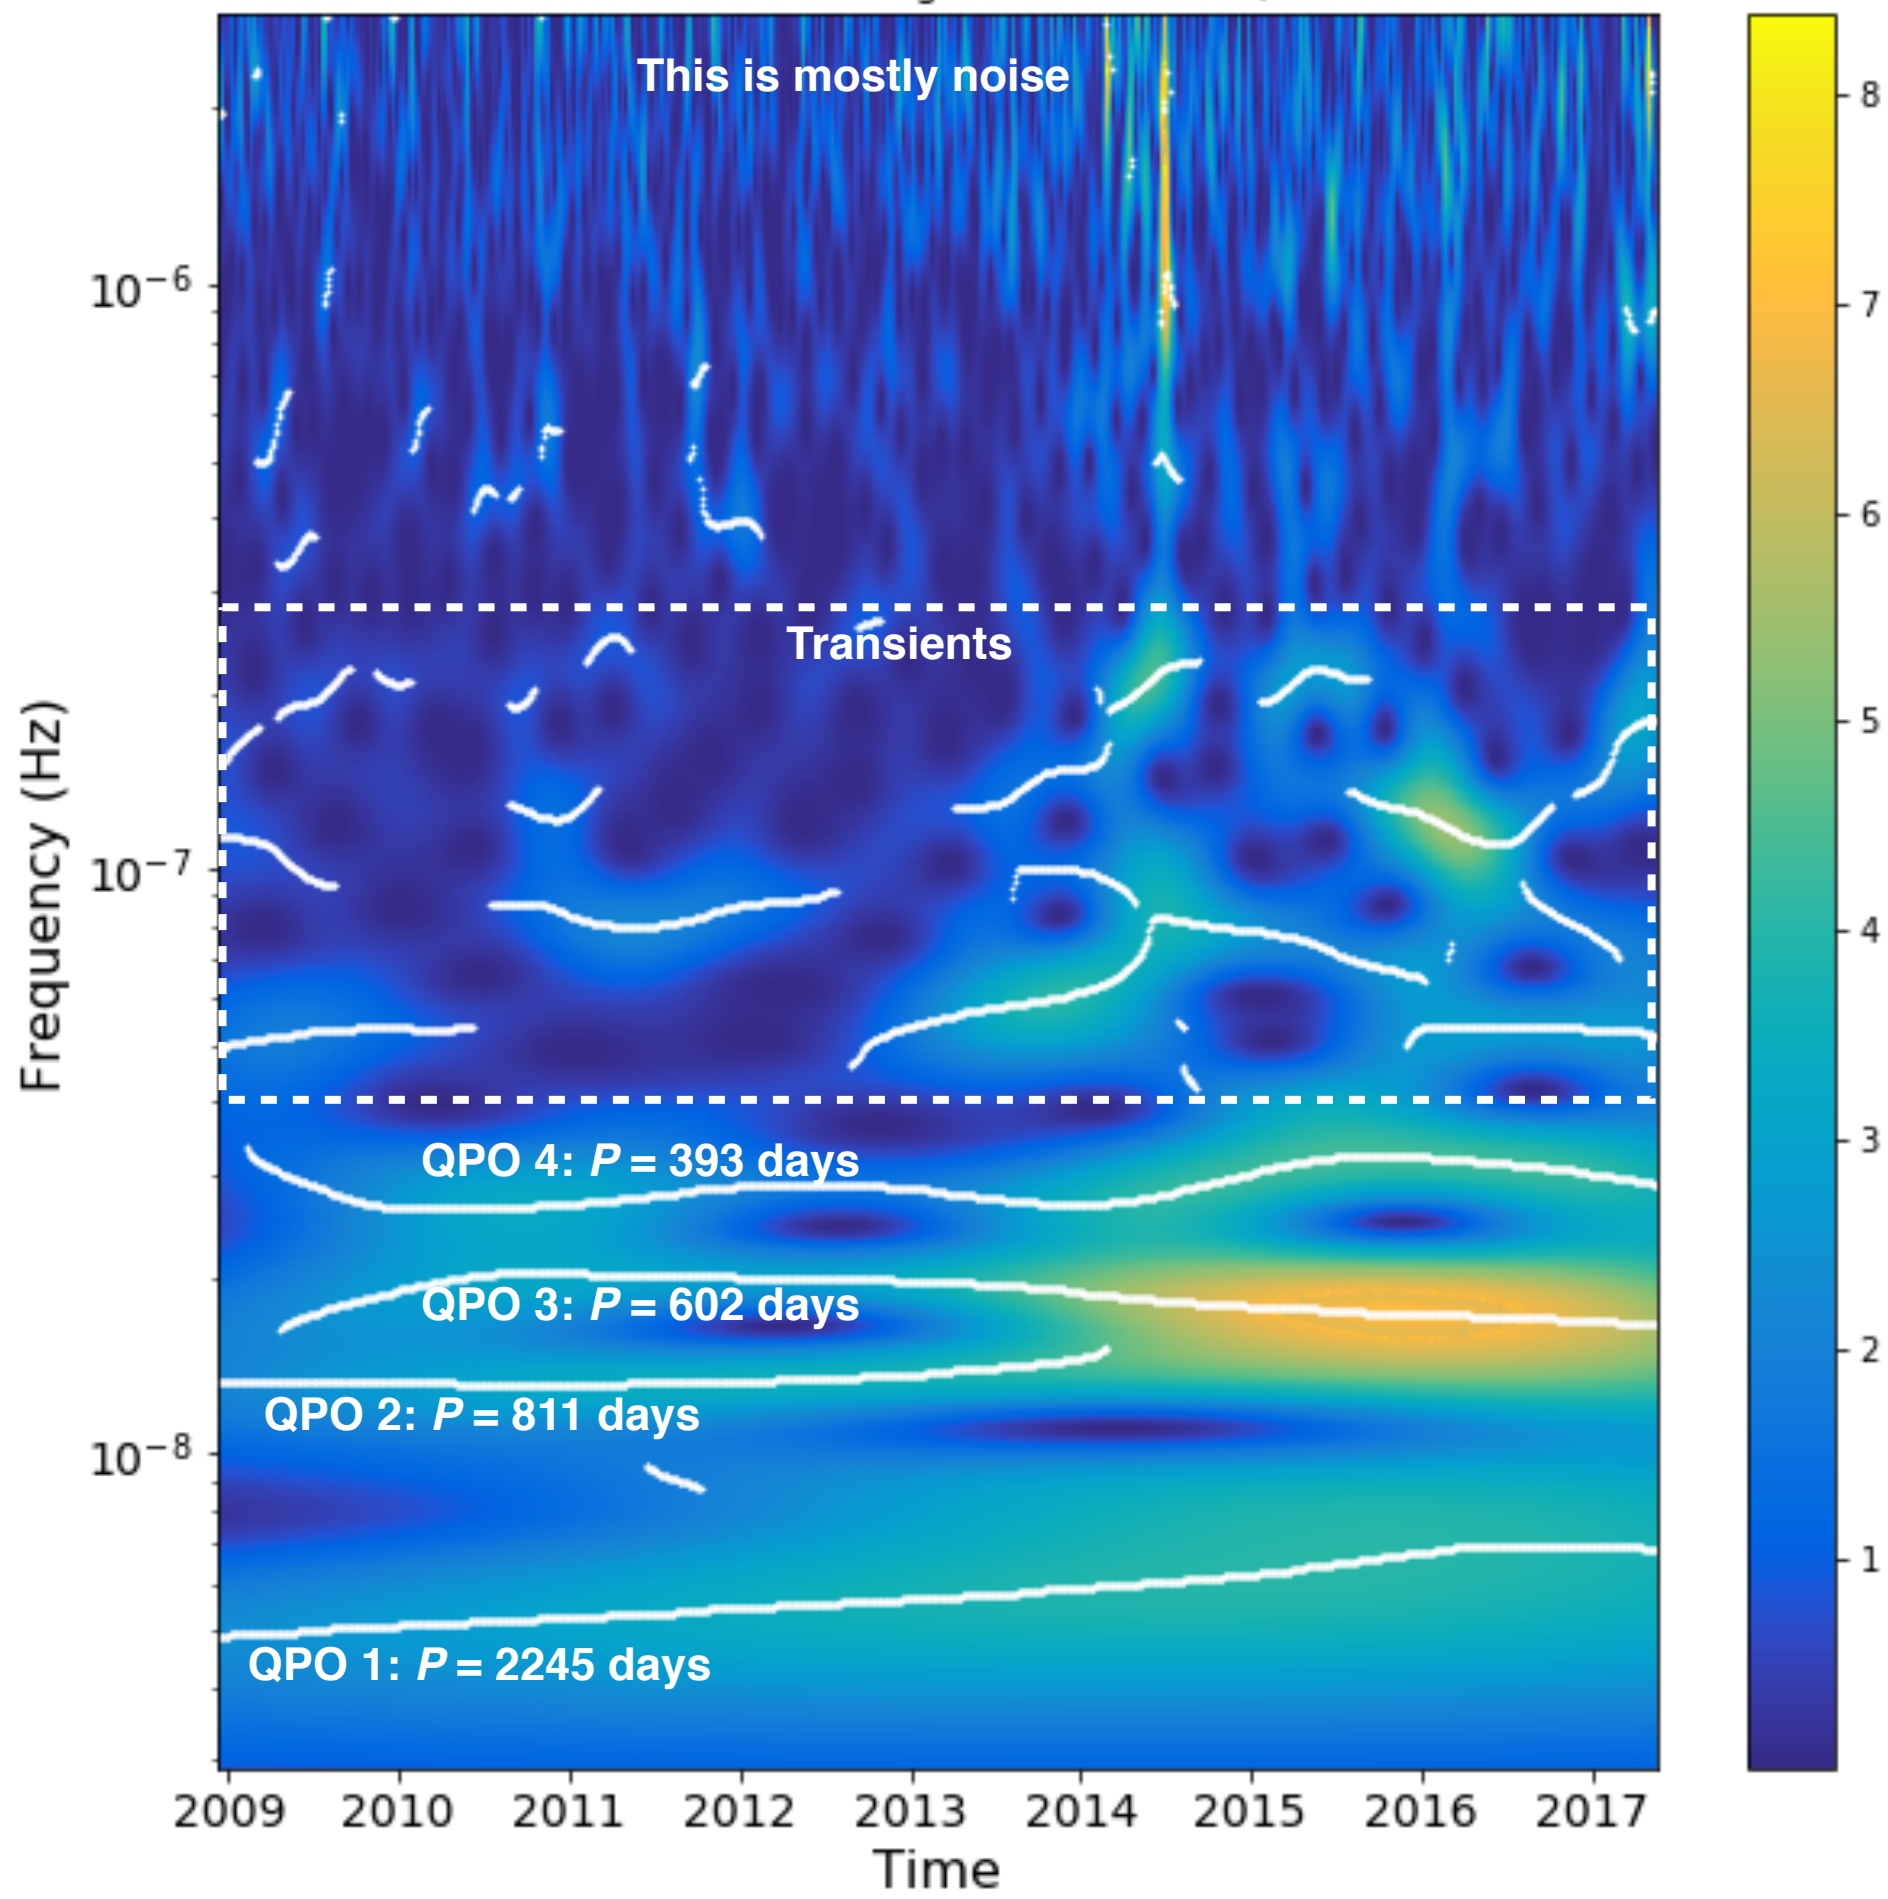 This is mostly noise
8
10⁻⁶
7
6
Transients
5
Frequency (Hz)
10⁻⁷
4
QPO 4: P = 393 days
3
QPO 3: P = 602 days
2
QPO 2: P = 811 days
10⁻⁸
1
QPO 1: P = 2245 days
2009 2010 2011 2012 2013 2014 2015 2016 2017
Time